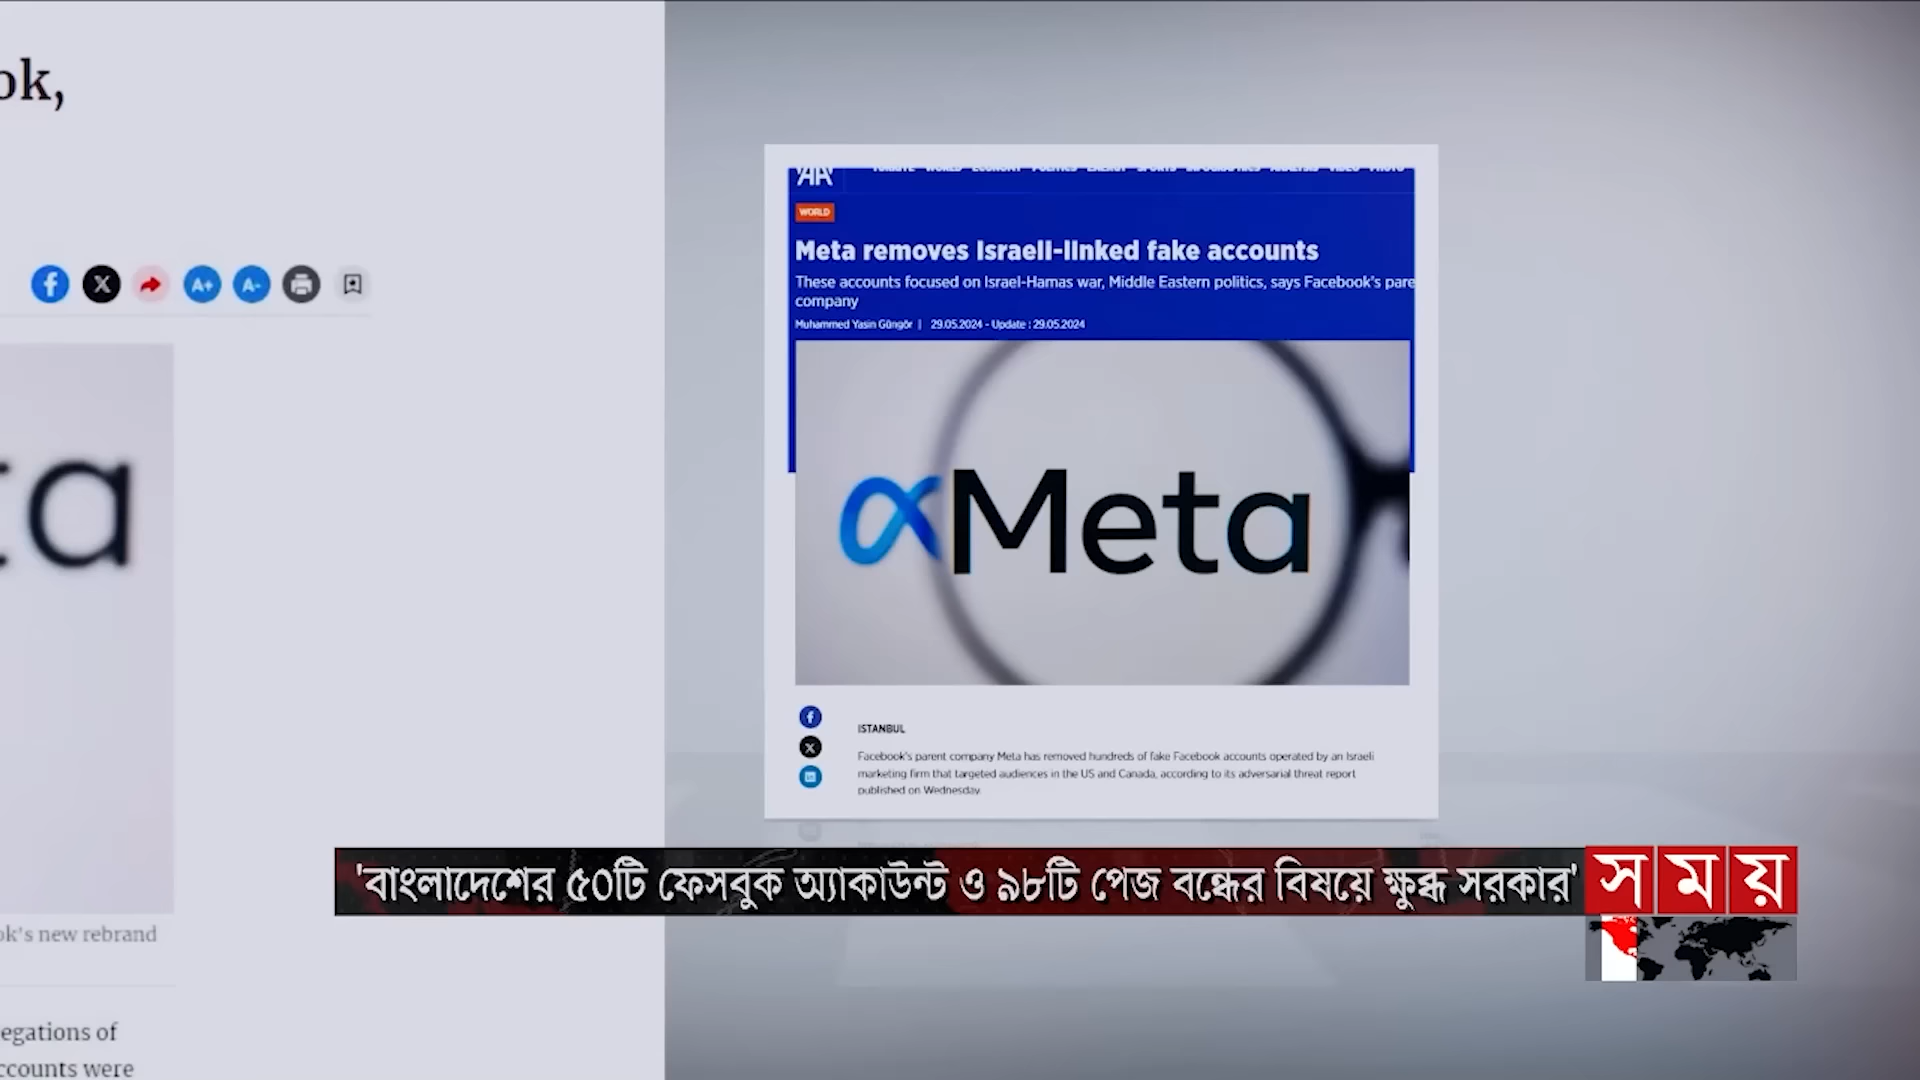 ok,
A+ A-
ta
ok's new rebrand
egations of
ccounts were
AA
WORLD
Meta removes Israeli-linked fake accounts
These accounts focused on Israel-Hamas war, Middle Eastern politics, says Facebook's pare
company
Muhammed Yasin Güngör | 29.05.2024 - Update : 29.05.2024
Meta
ISTANBUL
Facebook's parent company Meta has removed hundreds of fake Facebook accounts operated by an Israeli
marketing firm that targeted audiences in the US and Canada, according to its adversarial threat report
published on Wednesday.
'বাংলাদেশের ৫০টি ফেসবুক অ্যাকাউন্ট ও ৯৮টি পেজ বন্ধের বিষয়ে ক্ষুব্ধ সরকার'
সময়